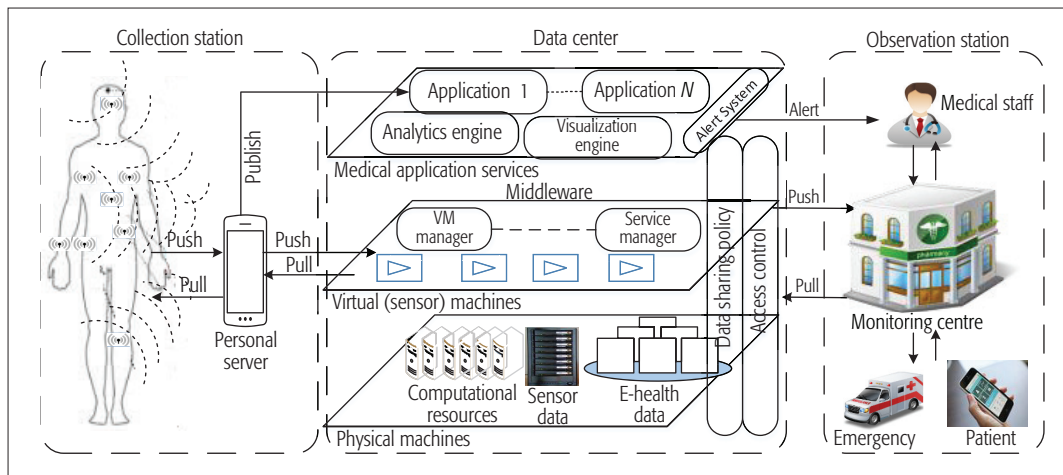 Collection station
Data center
Observation station
Publish
Push
Pull
Personal
server
Push
Pull
Application 1
Application N
Analytics engine
Visualization
engine
Alert System
Medical application services
Middleware
VM
manager
Service
manager
Virtual (sensor) machines
Computational
resources
Sensor
data
E-health
data
Physical machines
Data sharing policy
Access control
Alert
Push
Pull
Medical staff
pharmacy
Monitoring centre
Emergency
Patient